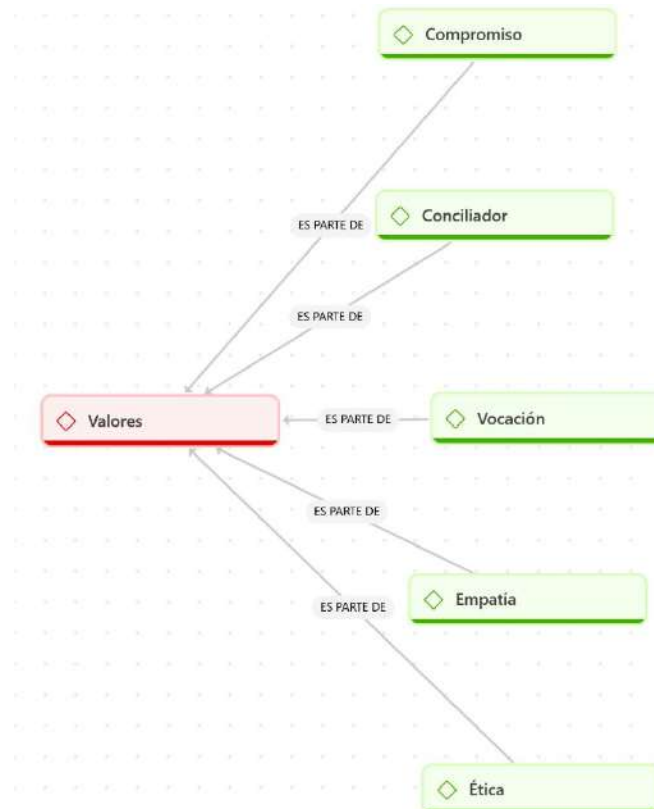 Compromiso
Conciliador
ES PARTE DE
ES PARTE DE
Valores
ES PARTE DE
Vocación
ES PARTE DE
Empatía
ES PARTE DE
Ética